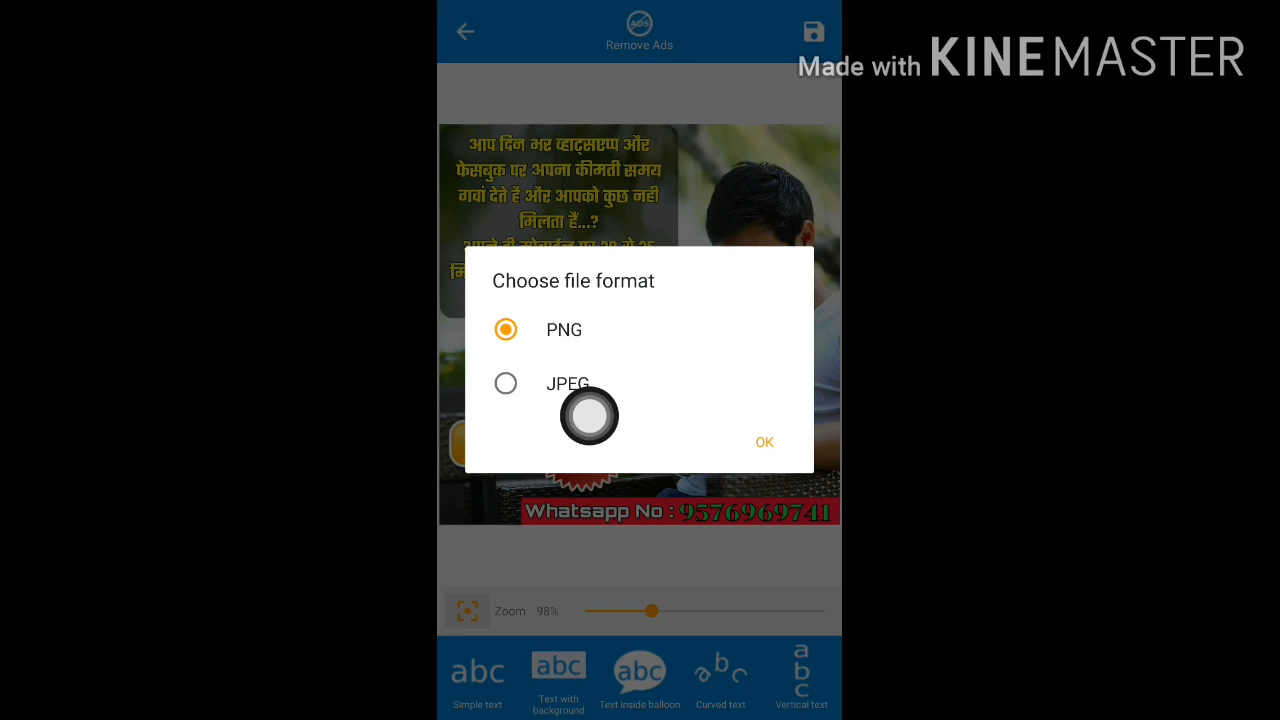 Remove Ads
Made with KINEMASTER
आप दिन भर व्हाट्सएप्प और
फेसबुक पर अपना कीमती समय
गवां देते है और आपको कुछ नही
मिलता हैं...?
Choose file format
PNG
JPEG
OK
Whatsapp No : 9576969741
Zoom 98%
abc
abc
abc
abc
abc
Simple text
Text with
background
Text inside balloon
Curved text
Vertical text